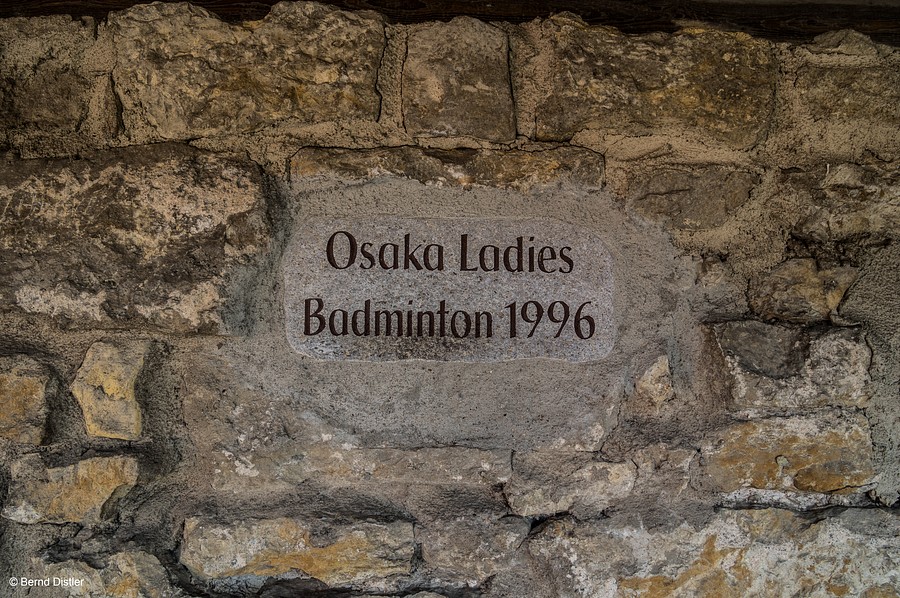 Osaka Ladies
Badminton 1996
© Bernd Distler